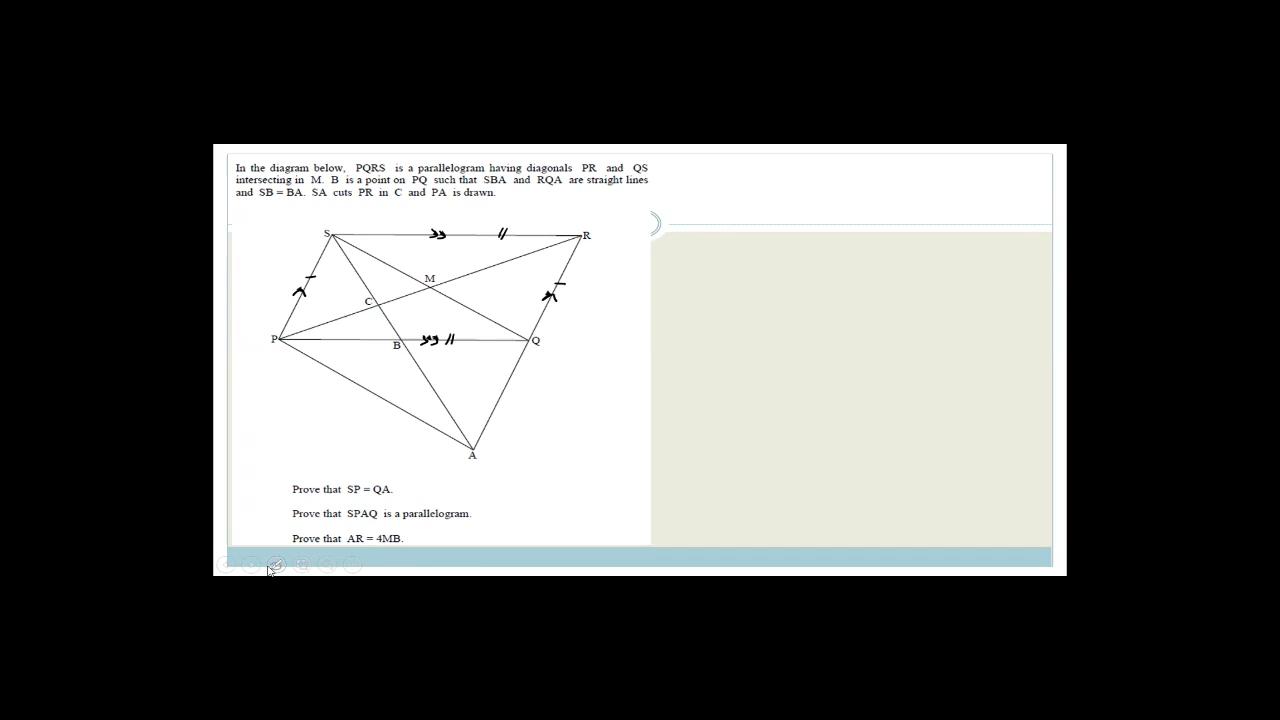 In the diagram below, PQRS is a parallelogram having diagonals PR and QS
intersecting in M. B is a point on PQ such that SBA and RQA are straight lines
and SB = BA. SA cuts PR in C and PA is drawn.
S
R
M
C
P
B
Q
A
Prove that SP = QA.
Prove that SPAQ is a parallelogram.
Prove that AR = 4MB.